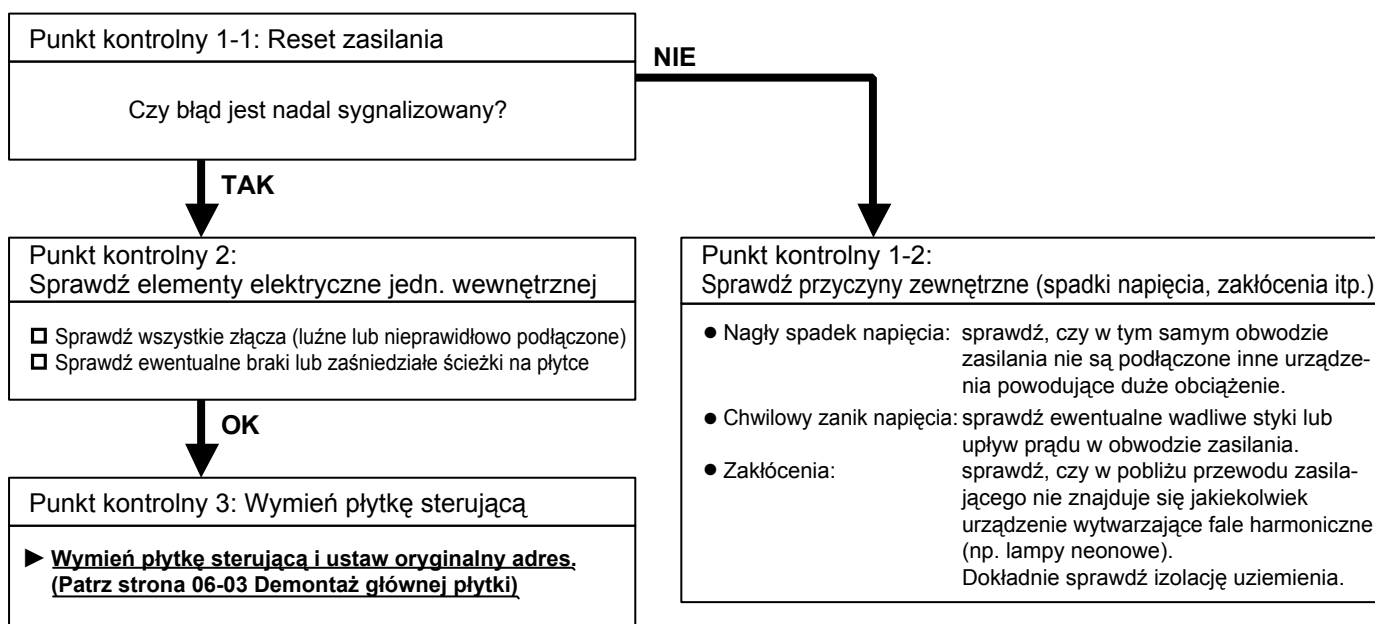 Punkt kontrolny 1-1: Reset zasilania
Czy błąd jest nadal sygnalizowany?
NIE
TAK
Punkt kontrolny 2:
Sprawdź elementy elektryczne jedn. wewnętrznej
Sprawdź wszystkie złącza (luźne lub nieprawidłowo podłączone)
Sprawdź ewentualne braki lub zaśniedziałe ścieżki na płytce
OK
Punkt kontrolny 3: Wymień płytkę sterującą
► Wymień płytkę sterującą i ustaw oryginalny adres.
(Patrz strona 06-03 Demontaż głównej płytki)
Punkt kontrolny 1-2:
Sprawdź przyczyny zewnętrzne (spadki napięcia, zakłócenia itp.)
● Nagły spadek napięcia: sprawdź, czy w tym samym obwodzie
zasilania nie są podłączone inne urządze-
nia powodujące duże obciążenie.
● Chwilowy zanik napięcia: sprawdź ewentualne wadliwe styki lub
upływ prądu w obwodzie zasilania.
● Zakłócenia: sprawdź, czy w pobliżu przewodu zasila-
jącego nie znajduje się jakiekolwiek
urządzenie wytwarzające fale harmoniczne
(np. lampy neonowe).
Dokładnie sprawdź izolację uziemienia.